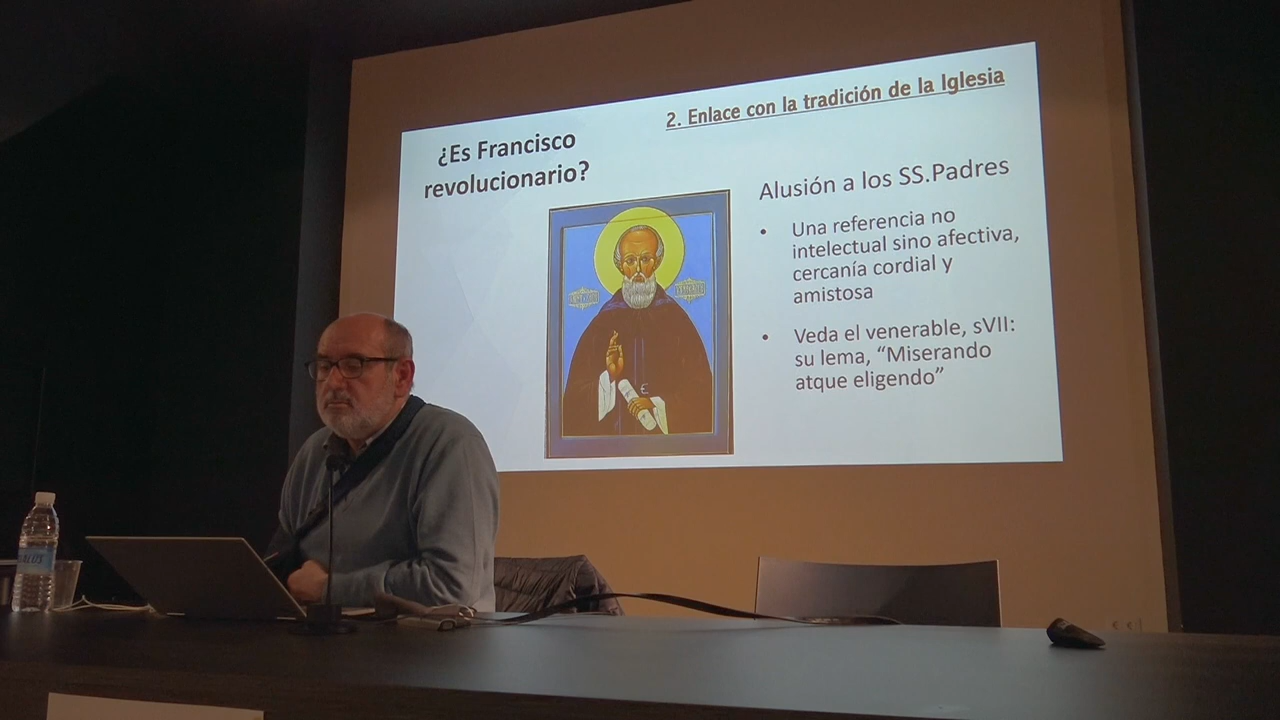 2. Enlace con la tradición de la Iglesia
¿Es Francisco
revolucionario?
Alusión a los SS.Padres
• Una referencia no
intelectual sino afectiva,
cercanía cordial y
amistosa
• Veda el venerable, sVII:
su lema, “Miserando
atque eligendo”